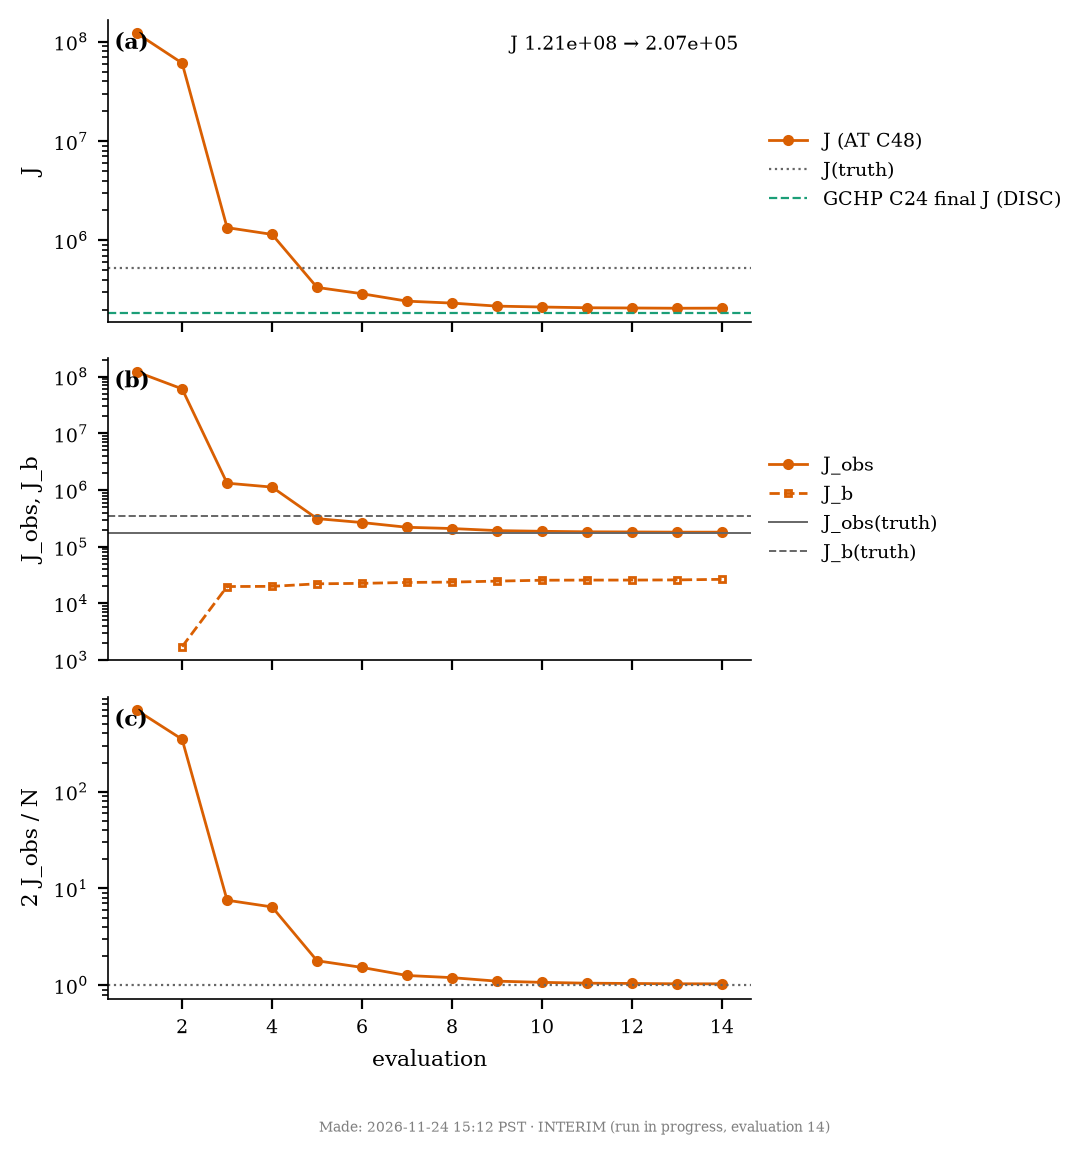 (a)
J 1.21e+08 → 2.07e+05
10⁸
10⁷
10⁶
J
J (AT C48)
J(truth)
GCHP C24 final J (DISC)
(b)
10⁸
10⁷
10⁶
10⁵
10⁴
10³
J_obs, J_b
J_obs
J_b
J_obs(truth)
J_b(truth)
(c)
10²
10¹
10⁰
2 J_obs / N
2 4 6 8 10 12 14
evaluation
Made: 2026-11-24 15:12 PST · INTERIM (run in progress, evaluation 14)